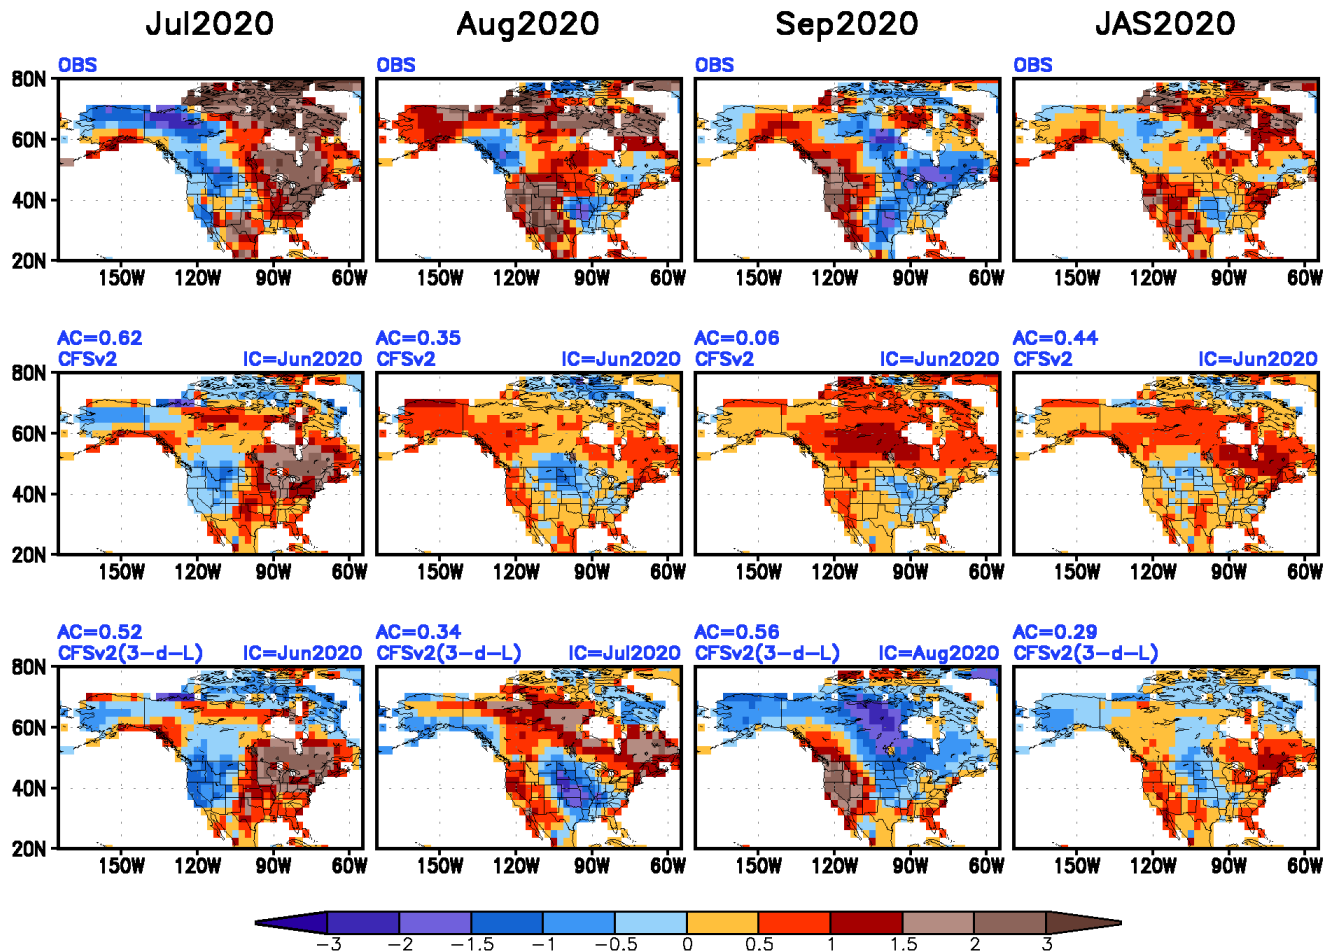 Jul2020 Aug2020 Sep2020 JAS2020
OBS OBS OBS OBS
80N
60N
40N
20N
150W 120W 90W 60W 150W 120W 90W 60W 150W 120W 90W 60W 150W 120W 90W 60W
AC=0.62 AC=0.35 AC=0.06 AC=0.44
CFSv2 IC=Jun2020 CFSv2 IC=Jun2020 CFSv2 IC=Jun2020 CFSv2 IC=Jun2020
80N
60N
40N
20N
150W 120W 90W 60W 150W 120W 90W 60W 150W 120W 90W 60W 150W 120W 90W 60W
AC=0.52 AC=0.34 AC=0.56 AC=0.29
CFSv2(3-d-L) IC=Jun2020 CFSv2(3-d-L) IC=Jul2020 CFSv2(3-d-L) IC=Aug2020 CFSv2(3-d-L)
80N
60N
40N
20N
150W 120W 90W 60W 150W 120W 90W 60W 150W 120W 90W 60W 150W 120W 90W 60W
-3 -2 -1.5 -1 -0.5 0 0.5 1 1.5 2 3